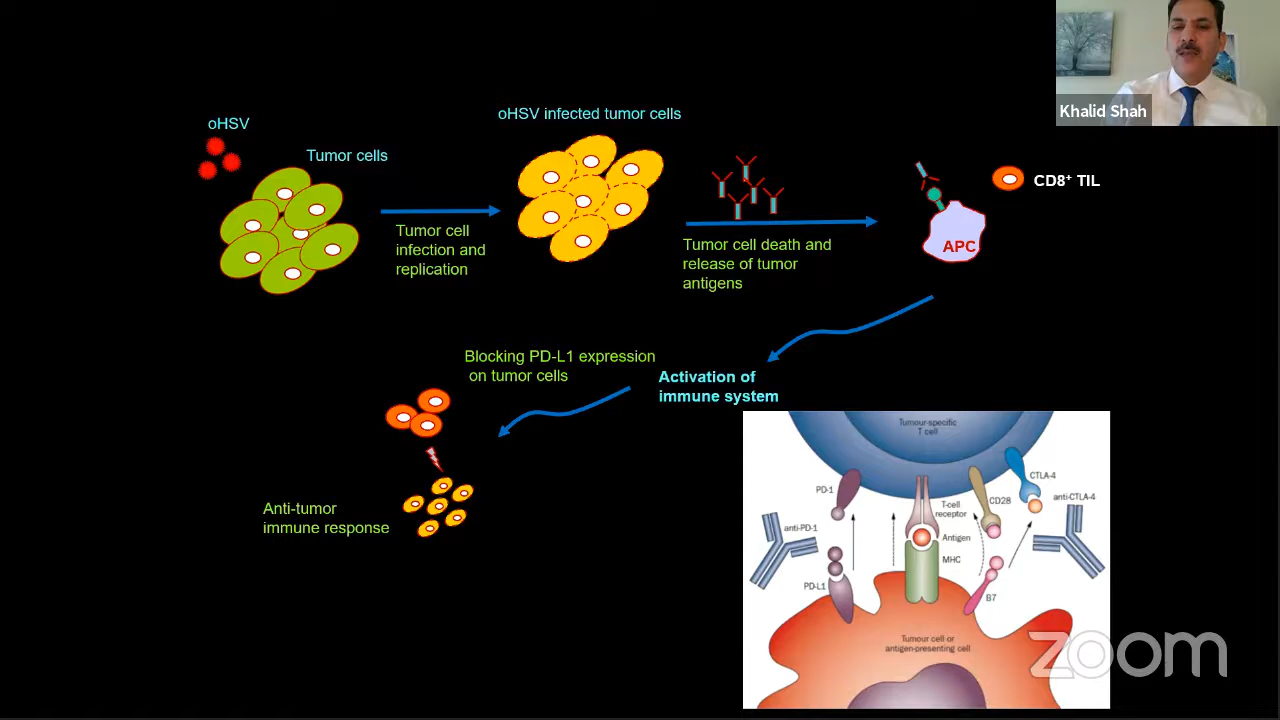 Khalid Shah
oHSV
Tumor cells
oHSV infected tumor cells
CD8⁺ TIL
APC
Tumor cell
infection and
replication
Tumor cell death and
release of tumor
antigens
Blocking PD-L1 expression
on tumor cells
Activation of
immune system
Anti-tumor
immune response
Tumour-specific
T cell
PD-1
T-cell
receptor
CD28
CTLA-4
anti-CTLA-4
anti-PD-1
Antigen
MHC
PD-L1
B7
Tumour cell or
antigen-presenting cell
zoom